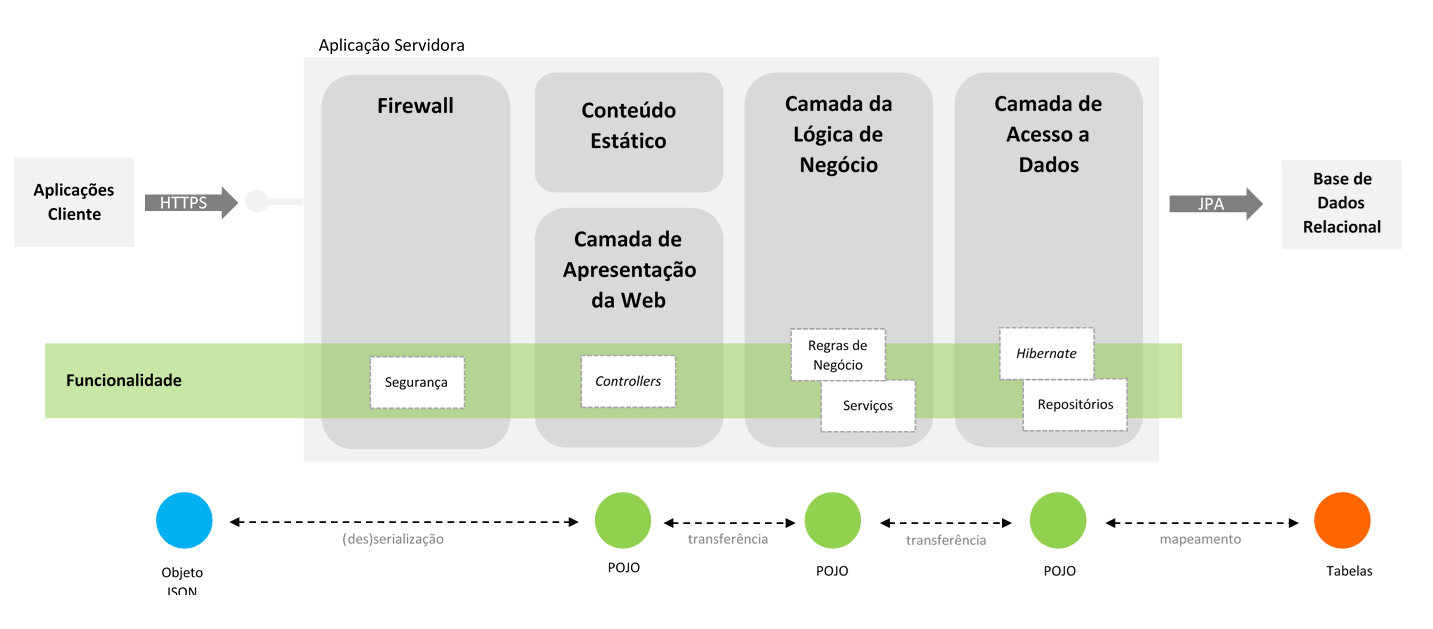 Aplicação Servidora
Firewall
Conteúdo
Estático
Camada da
Lógica de
Negócio
Camada de
Acesso a
Dados
Aplicações
Cliente
HTTPS
JPA
Base de
Dados
Relacional
Camada de
Apresentação
da Web
Funcionalidade
Segurança
Controllers
Regras de
Negócio
Serviços
Hibernate
Repositórios
(des)serialização
transferência
transferência
mapeamento
Objeto
JSON
POJO
POJO
POJO
Tabelas